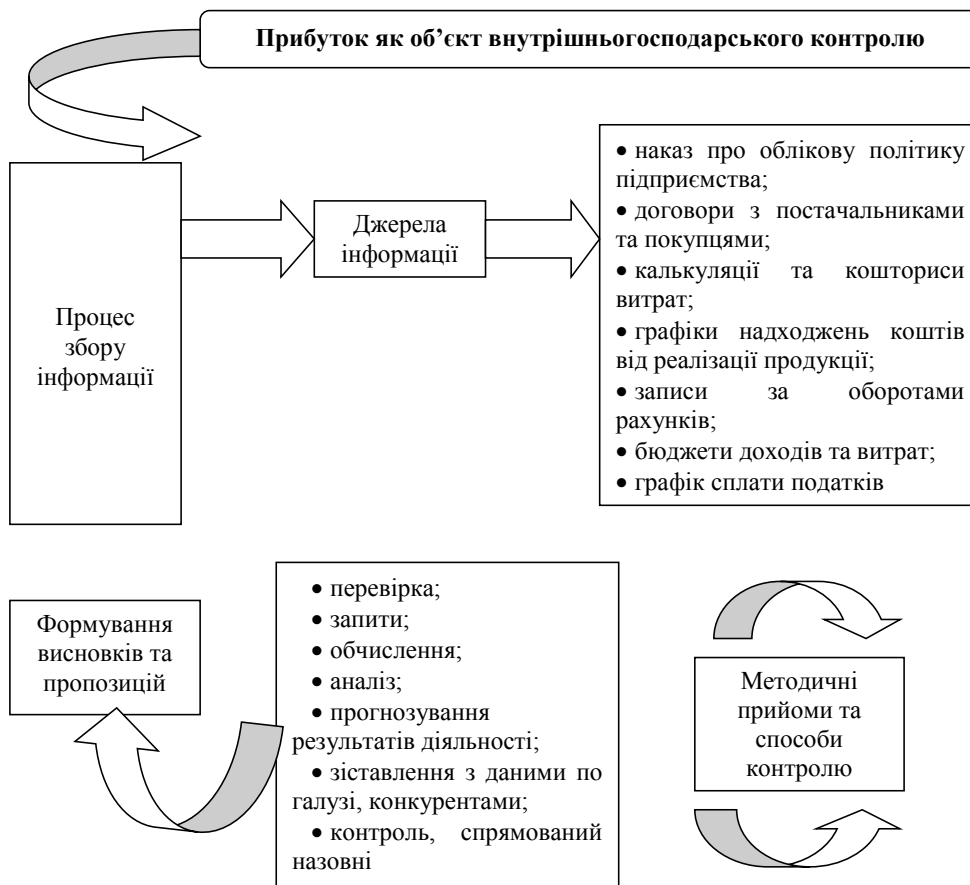 Прибуток як об’єкт внутрішньогосподарського контролю
Процес
збору
інформації
Джерела
інформації
• наказ про облікову політику
підприємства;
• договори з постачальниками
та покупцями;
• калькуляції та кошториси
витрат;
• графіки надходжень коштів
від реалізації продукції;
• записи за оборотами
рахунків;
• бюджети доходів та витрат;
• графік сплати податків
Формування
висновків та
пропозицій
• перевірка;
• запити;
• обчислення;
• аналіз;
• прогнозування
результатів діяльності;
• зіставлення з даними по
галузі, конкурентами;
• контроль, спрямований
назовні
Методичні
прийоми та
способи
контролю